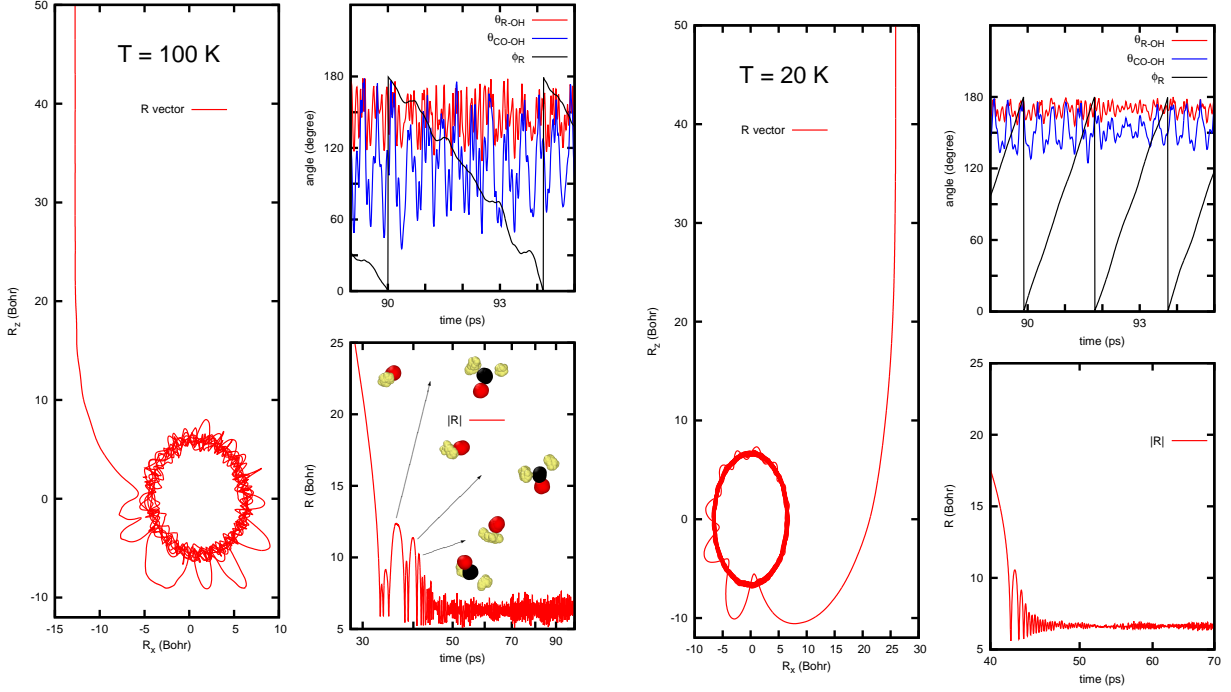 T = 100 K
R vector
50
40
30
20
10
0
-10
R_z (Bohr)
-15
-10
-5
0
5
10
R_x (Bohr)
θ_R-OH
θ_CO-OH
ϕ_R
240
180
120
60
0
angle (degree)
90
93
time (ps)
25
20
15
10
5
R (Bohr)
|R|
30
50
70
90
time (ps)
T = 20 K
R vector
50
40
30
20
10
0
-10
R_z (Bohr)
-10
-5
0
5
10
15
20
25
30
R_x (Bohr)
θ_R-OH
θ_CO-OH
ϕ_R
240
180
120
60
0
angle (degree)
90
93
time (ps)
25
20
15
10
5
R (Bohr)
|R|
40
50
60
70
time (ps)